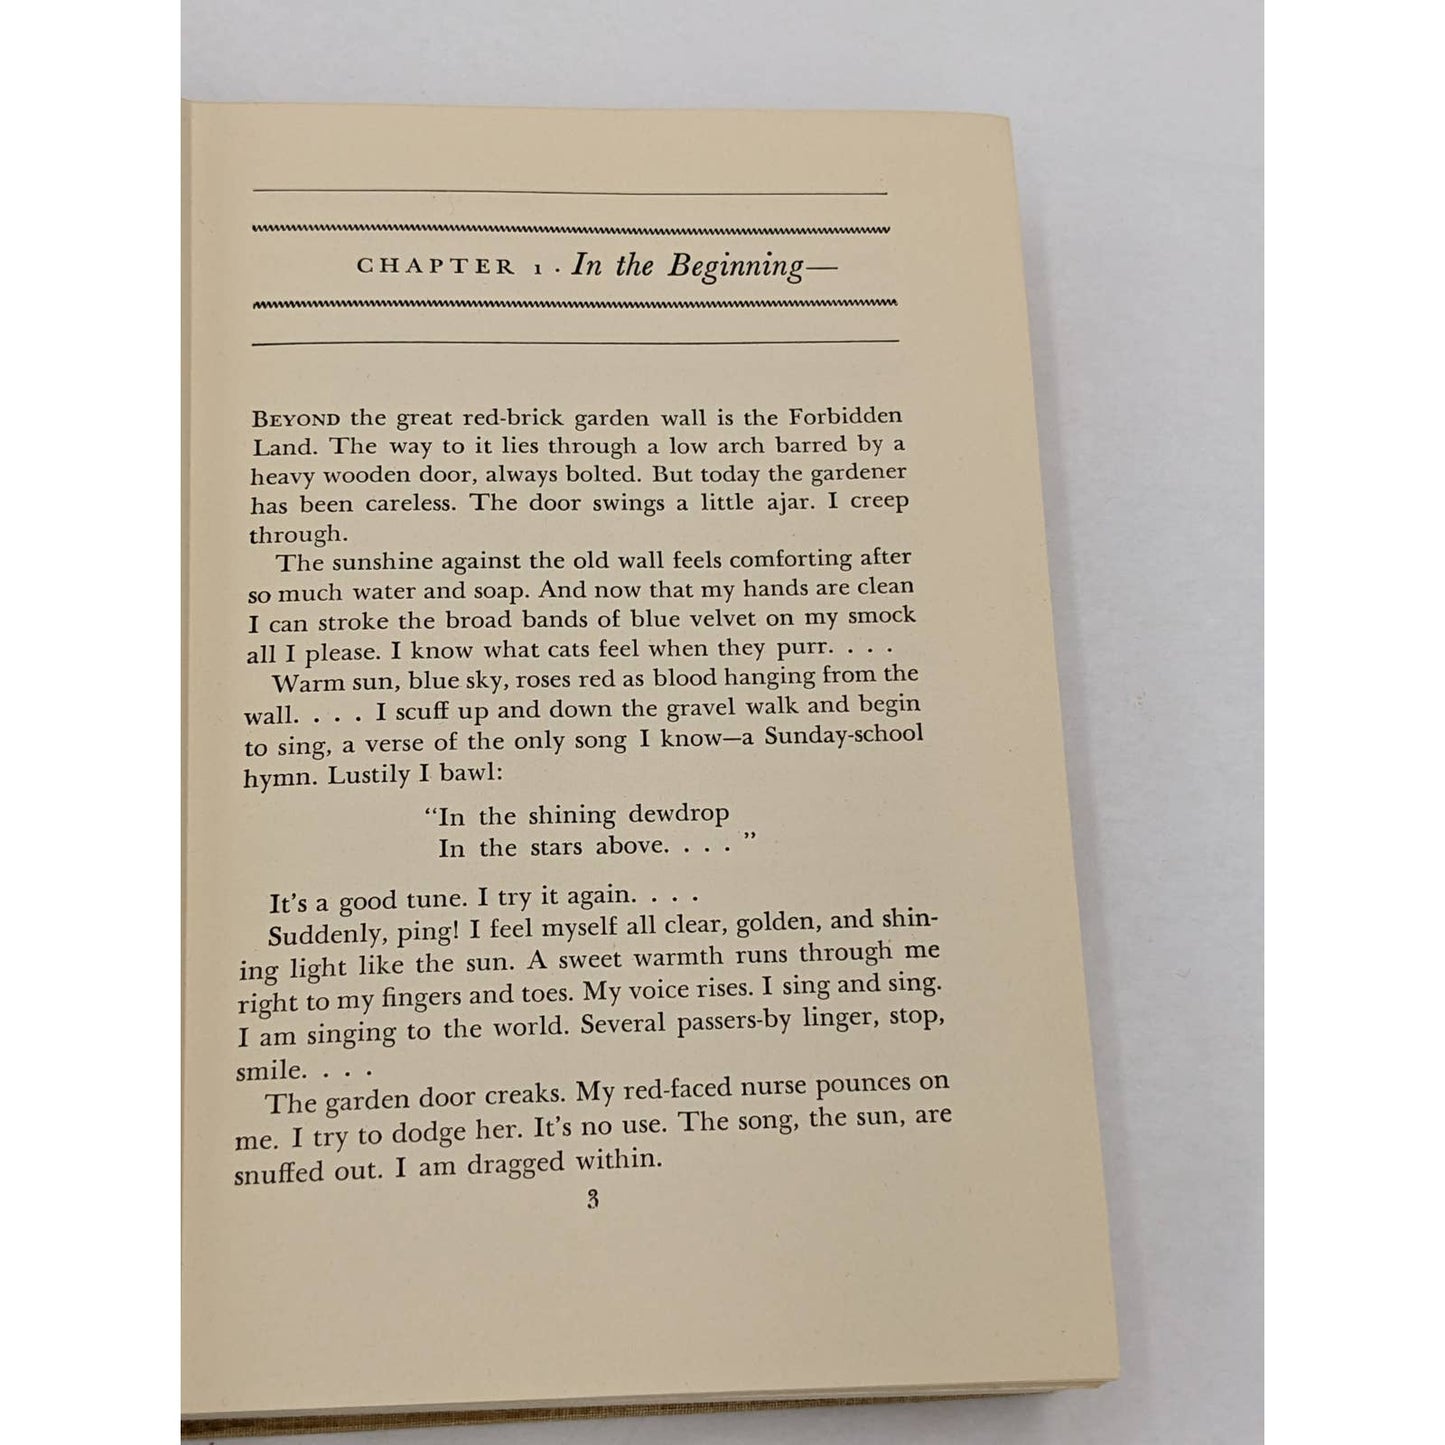 CHAPTER 1 · In the Beginning—
BEYOND the great red-brick garden wall is the Forbidden
Land. The way to it lies through a low arch barred by a
heavy wooden door, always bolted. But today the gardener
has been careless. The door swings a little ajar. I creep
through.
The sunshine against the old wall feels comforting after
so much water and soap. And now that my hands are clean
I can stroke the broad bands of blue velvet on my smock
all I please. I know what cats feel when they purr. . . .
Warm sun, blue sky, roses red as blood hanging from the
wall. . . . I scuff up and down the gravel walk and begin
to sing, a verse of the only song I know—a Sunday-school
hymn. Lustily I bawl:
“In the shining dewdrop
In the stars above. . . . ”
It’s a good tune. I try it again. . . .
Suddenly, ping! I feel myself all clear, golden, and shin-
ing light like the sun. A sweet warmth runs through me
right to my fingers and toes. My voice rises. I sing and sing.
I am singing to the world. Several passers-by linger, stop,
smile. . . .
The garden door creaks. My red-faced nurse pounces on
me. I try to dodge her. It’s no use. The song, the sun, are
snuffed out. I am dragged within.
3